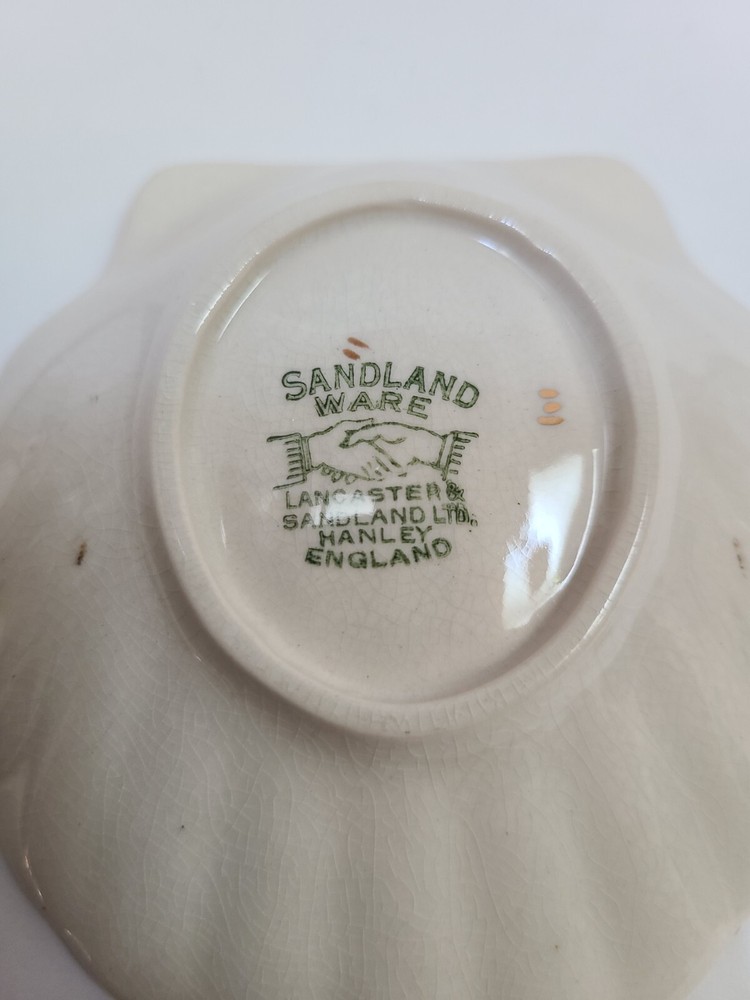 SANDLAND
WARE
LANCASTER &
SANDLAND LTD.
HANLEY
ENGLAND